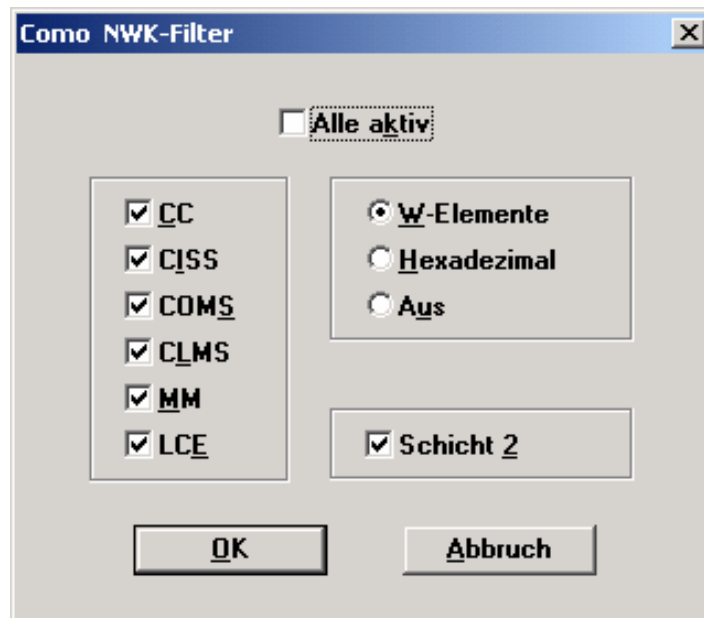 Como NWK-Filter
Alle aktiv
CC
CISS
COMS
CLMS
MM
LCE
W-Elemente
Hexadezimal
Aus
Schicht 2
OK
Abbruch